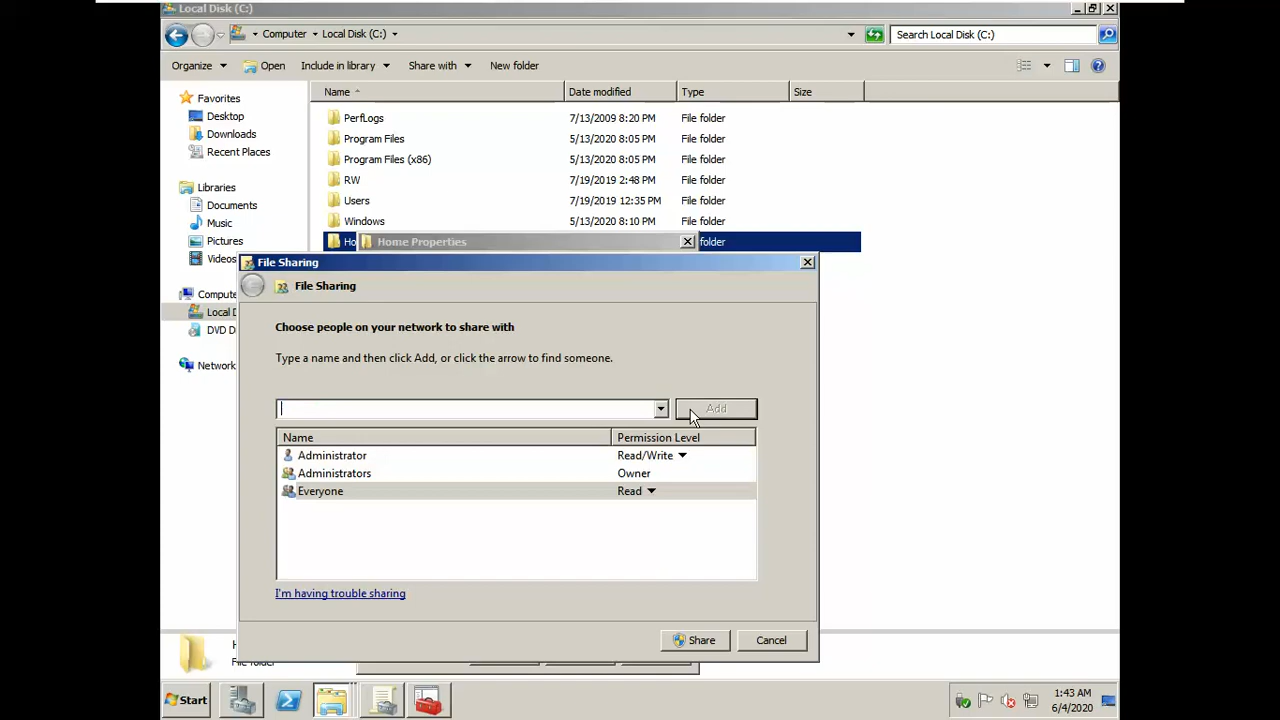 Local Disk (C:)
Computer Local Disk (C:) Search Local Disk (C:)
Organize Open Include in library Share with New folder
Name Date modified Type Size
Favorites
Desktop
Downloads
Recent Places
Libraries
Documents
Music
Pictures
Videos
Compute
Local D
DVD D
Network
PerfLogs 7/13/2009 8:20 PM File folder
Program Files 5/13/2020 8:05 PM File folder
Program Files (x86) 5/13/2020 8:05 PM File folder
RW 7/19/2019 2:48 PM File folder
Users 7/19/2019 12:35 PM File folder
Windows 5/13/2020 8:10 PM File folder
Ho Home Properties folder
File Sharing
File Sharing
Choose people on your network to share with
Type a name and then click Add, or click the arrow to find someone.
Add
Name Permission Level
Administrator Read/Write
Administrators Owner
Everyone Read
I'm having trouble sharing
Share Cancel
File folder
Start
1:43 AM
6/4/2020